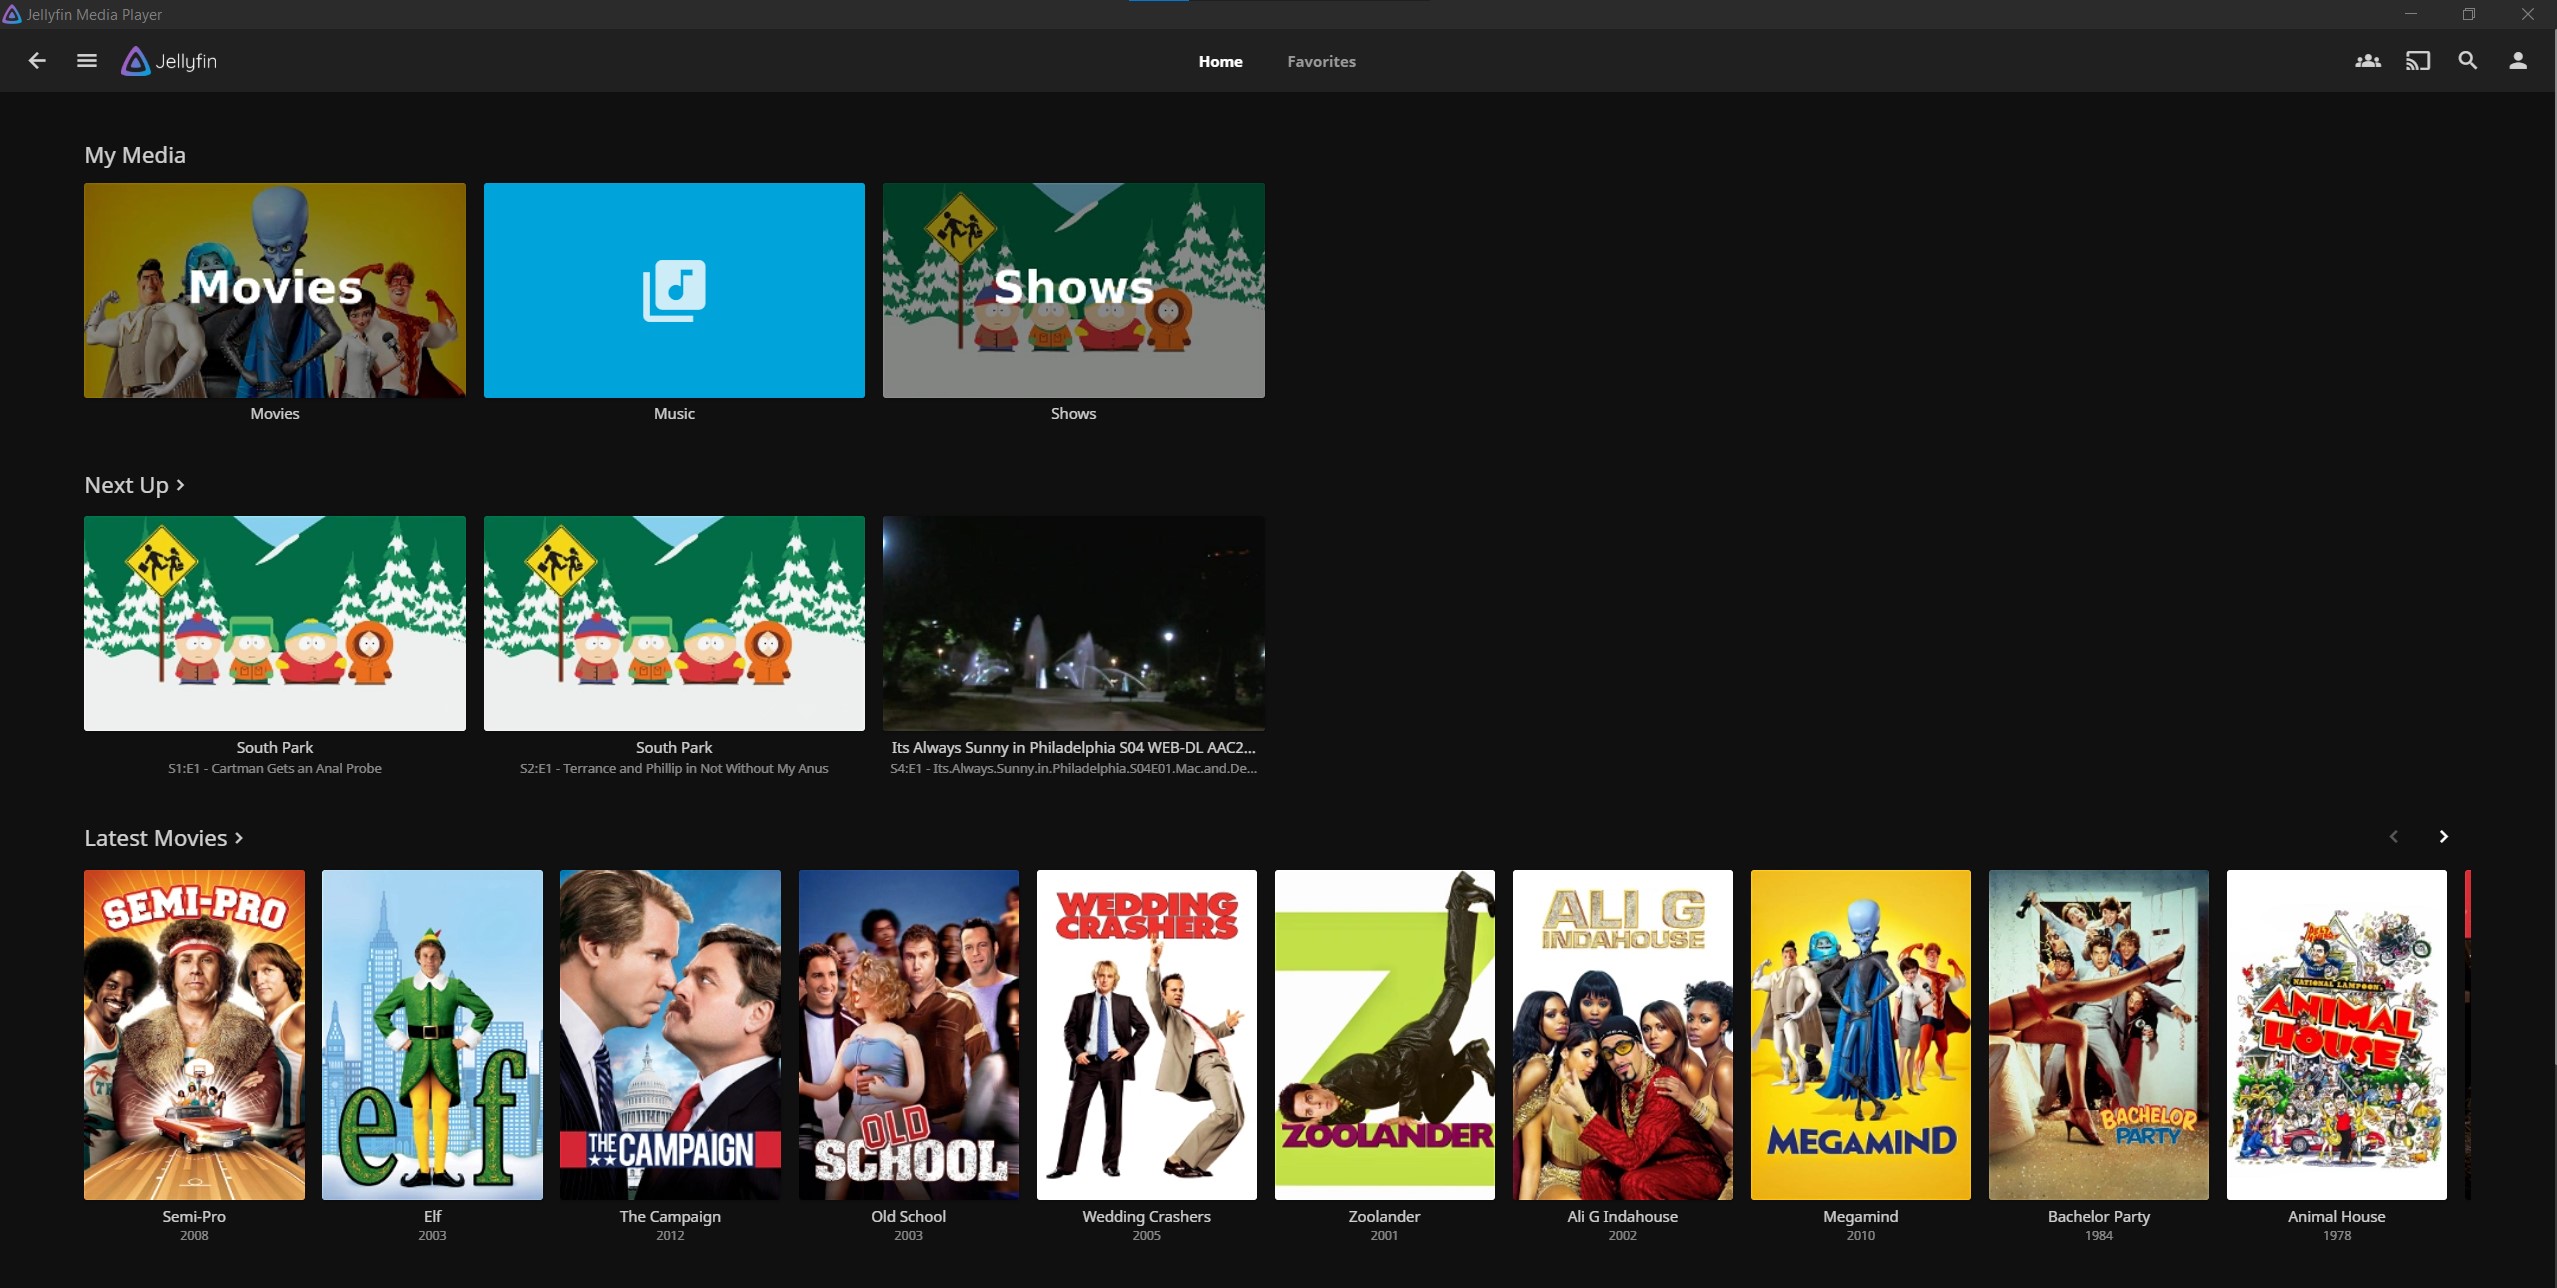 Jellyfin Media Player
Jellyfin
Home
Favorites
My Media
Movies
Shows
Movies
Music
Shows
Next Up
South Park
South Park
Its Always Sunny in Philadelphia S04 WEB-DL AAC2...
S1:E1 - Cartman Gets an Anal Probe
S2:E1 - Terrance and Phillip in Not Without My Anus
S4:E1 - Its.Always.Sunny.in.Philadelphia.S04E01.Mac.and.De...
Latest Movies
SEMI-PRO
elf
THE CAMPAIGN
OLD
SCHOOL
WEDDING
CRASHERS
ZOOLANDER
ALI G
INDAHOUSE
MEGAMIND
BACHELOR
PARTY
NATIONAL LAMPOON'S
ANIMAL
HOUSE
Semi-Pro
Elf
The Campaign
Old School
Wedding Crashers
Zoolander
Ali G Indahouse
Megamind
Bachelor Party
Animal House
2008
2003
2012
2003
2005
2001
2002
2010
1984
1978